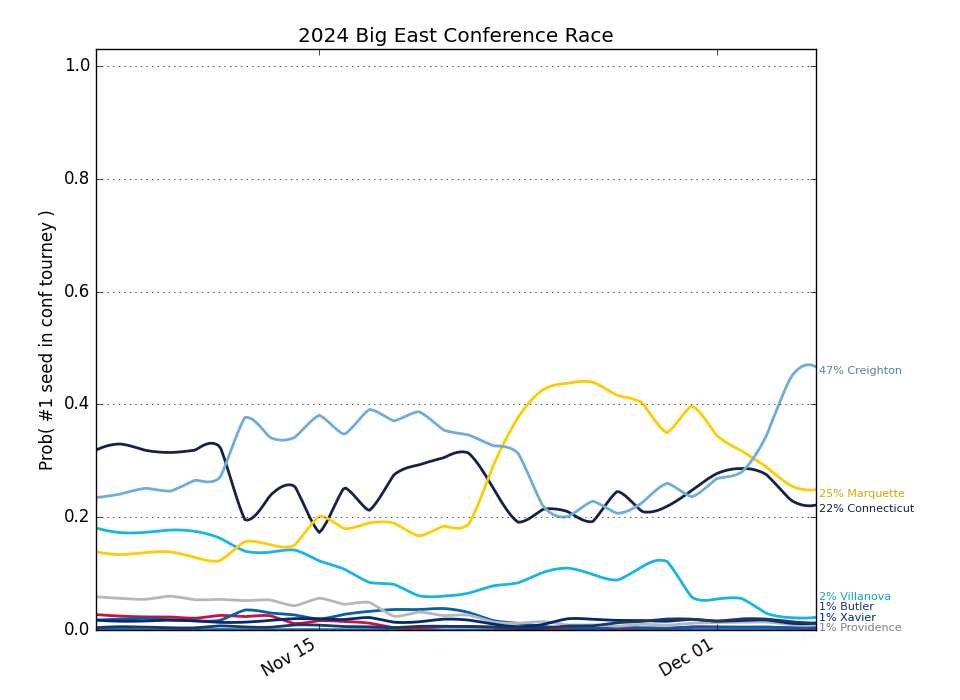 2024 Big East Conference Race
Prob( #1 seed in conf tourney )
1.0
0.8
0.6
0.4
0.2
0.0
Nov 15
Dec 01
47% Creighton
25% Marquette
22% Connecticut
2% Villanova
1% Butler
1% Xavier
1% Providence